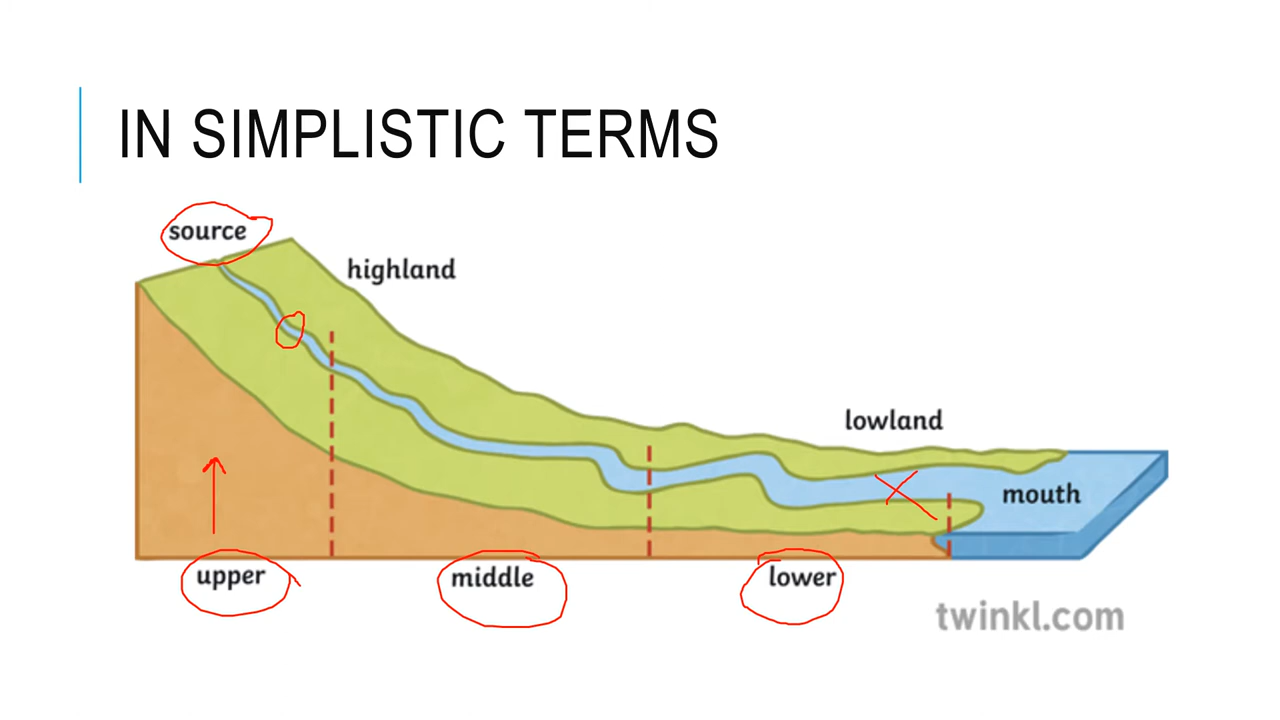 IN SIMPLISTIC TERMS
source
highland
lowland
mouth
upper
middle
lower
twinkl.com